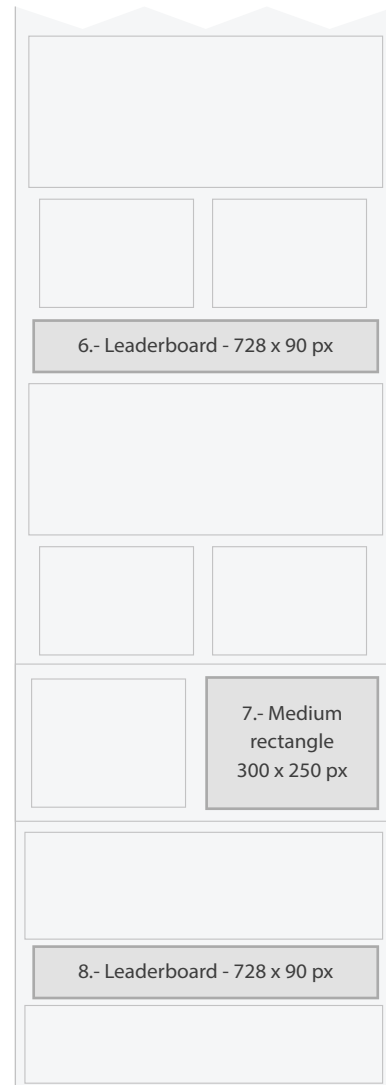 6.- Leaderboard - 728 x 90 px
7.- Medium
rectangle
300 x 250 px
8.- Leaderboard - 728 x 90 px